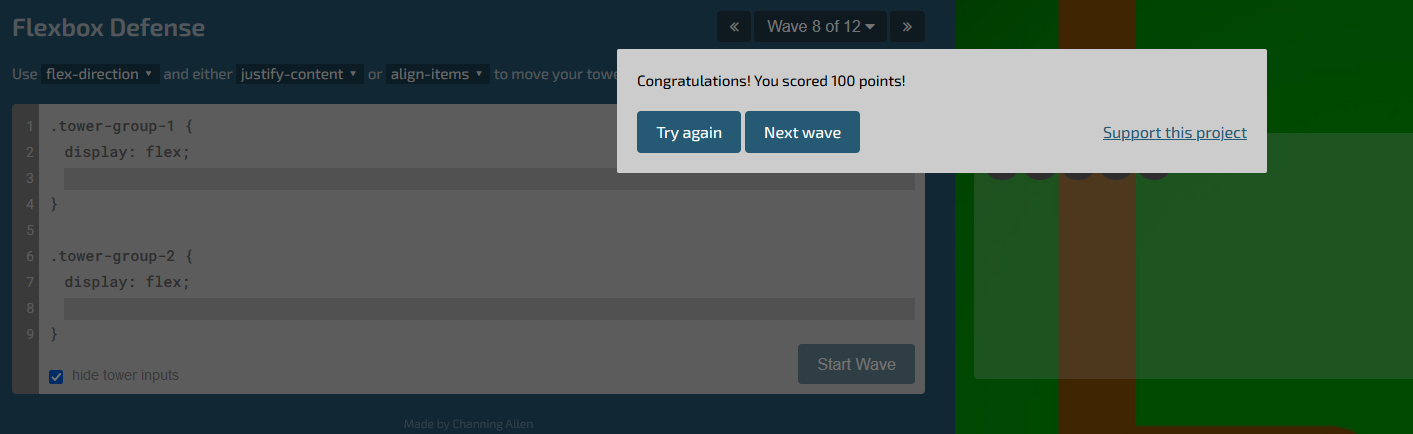 Flexbox Defense
« Wave 8 of 12 »
Use flex-direction and either justify-content or align-items to move your
Congratulations! You scored 100 points!
Try again Next wave Support this project
1 .tower-group-1 {
2 display: flex;
3
4 }
5
6 .tower-group-2 {
7 display: flex;
8
9 }
hide tower inputs
Start Wave
Made by Channing Allen